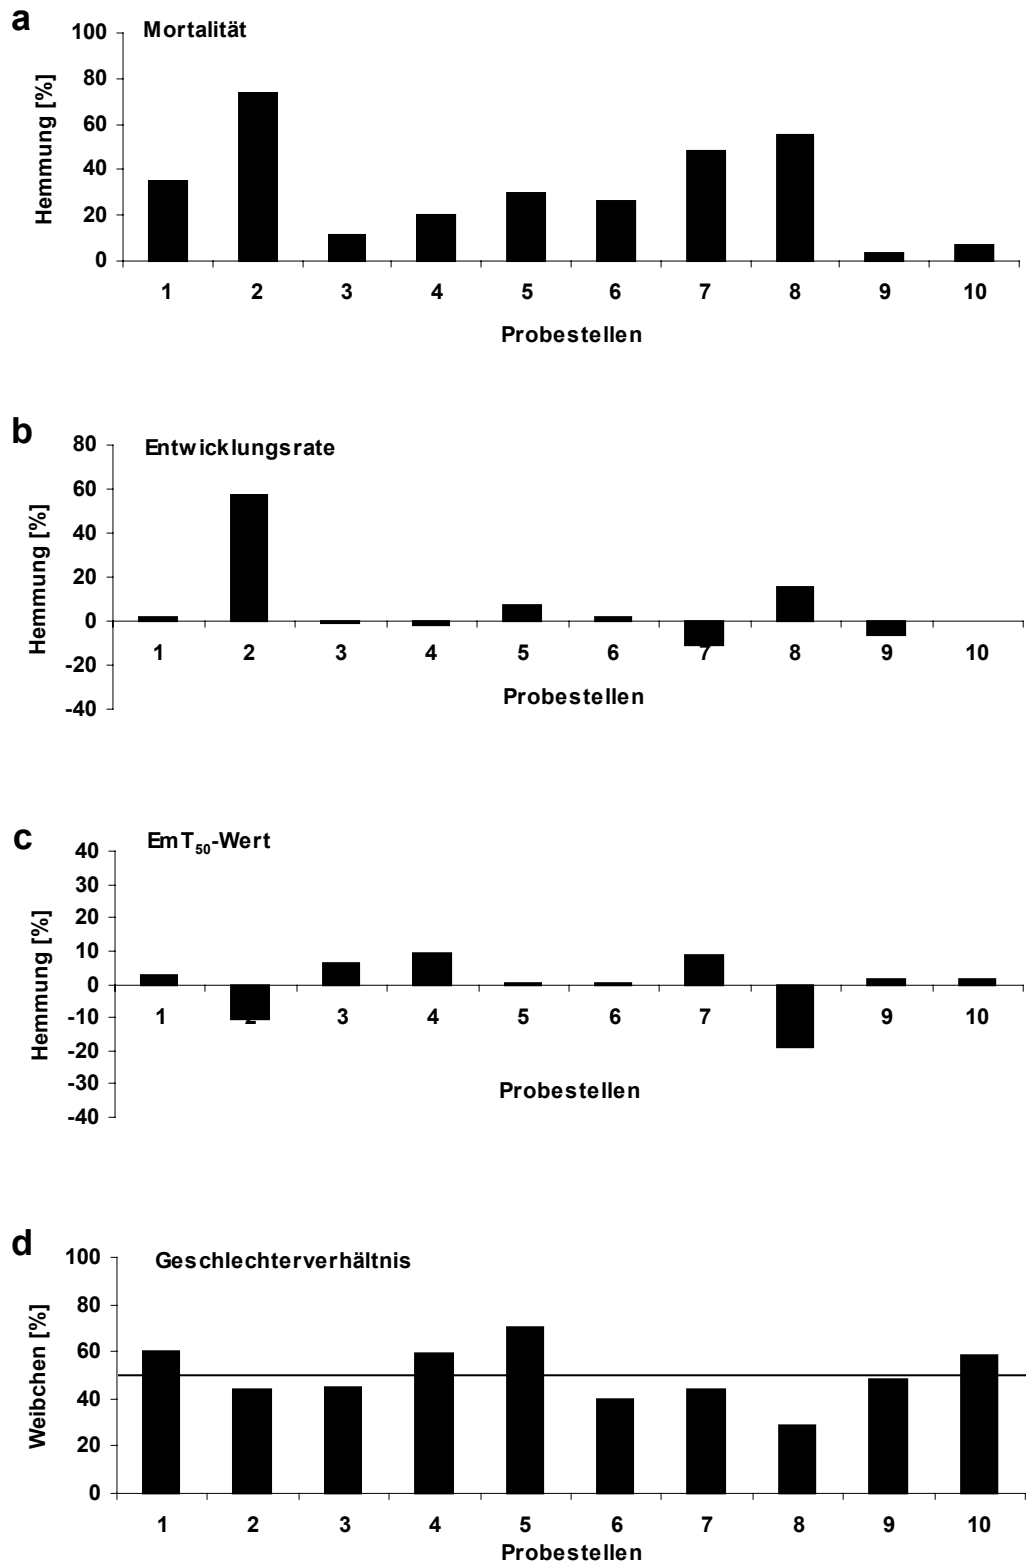 a
Mortalität
Hemmung [%]
100
80
60
40
20
0
1 2 3 4 5 6 7 8 9 10
Probestellen
b
Entwicklungsrate
Hemmung [%]
80
60
40
20
0
-20
-40
1 2 3 4 5 6 7 8 9 10
Probestellen
c
EmT₅₀-Wert
Hemmung [%]
40
30
20
10
0
-10
-20
-30
-40
1 2 3 4 5 6 7 8 9 10
Probestellen
d
Geschlechterverhältnis
Weibchen [%]
100
80
60
40
20
0
1 2 3 4 5 6 7 8 9 10
Probestellen